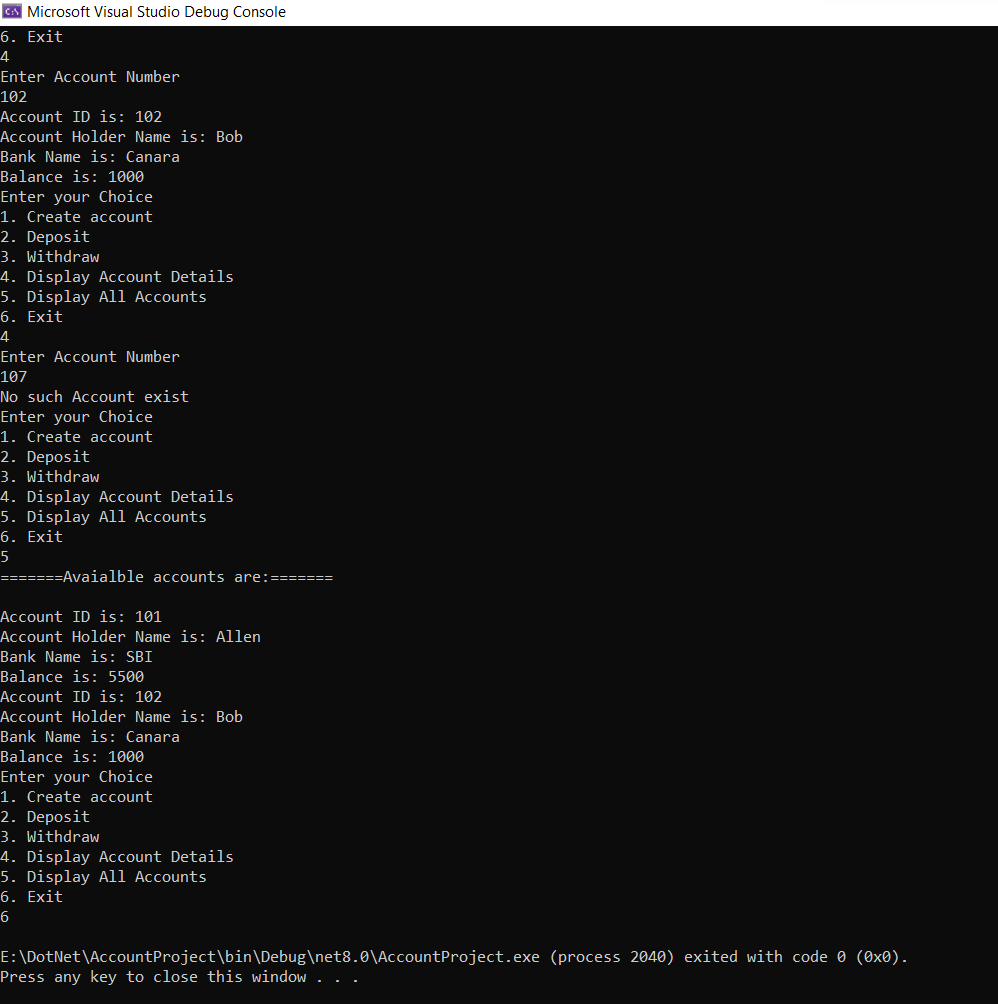 Microsoft Visual Studio Debug Console
6. Exit
4
Enter Account Number
102
Account ID is: 102
Account Holder Name is: Bob
Bank Name is: Canara
Balance is: 1000
Enter your Choice
1. Create account
2. Deposit
3. Withdraw
4. Display Account Details
5. Display All Accounts
6. Exit
4
Enter Account Number
107
No such Account exist
Enter your Choice
1. Create account
2. Deposit
3. Withdraw
4. Display Account Details
5. Display All Accounts
6. Exit
5
=======Avaialble accounts are:=======
Account ID is: 101
Account Holder Name is: Allen
Bank Name is: SBI
Balance is: 5500
Account ID is: 102
Account Holder Name is: Bob
Bank Name is: Canara
Balance is: 1000
Enter your Choice
1. Create account
2. Deposit
3. Withdraw
4. Display Account Details
5. Display All Accounts
6. Exit
6
E:\DotNet\AccountProject\bin\Debug\net8.0\AccountProject.exe (process 2040) exited with code 0 (0x0).
Press any key to close this window . . .